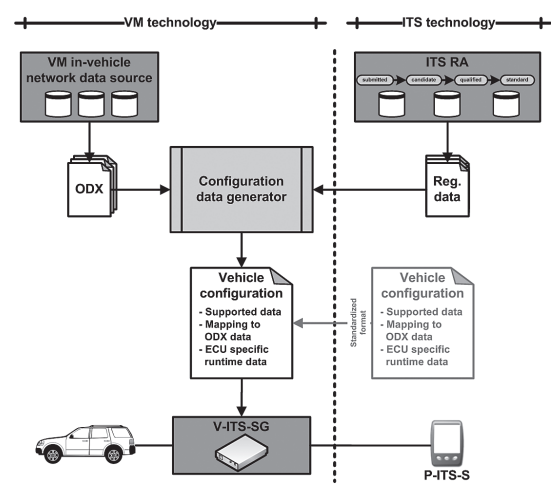 VM technology
ITS technology
VM in-vehicle
network data source
ITS RA
submitted
candidate
qualified
standard
ODX
Configuration
data generator
Reg.
data
Vehicle
configuration
- Supported data
- Mapping to
ODX data
- ECU specific
runtime data
Standardized
format
Vehicle
configuration
- Supported data
- Mapping to
ODX data
- ECU specific
runtime data
V-ITS-SG
P-ITS-S